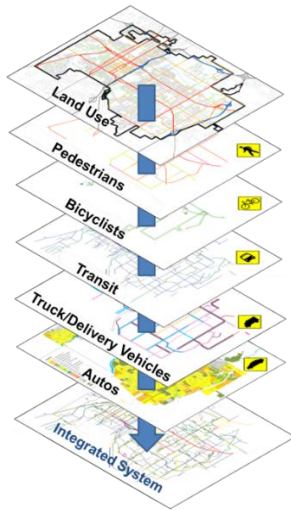 Land Use
Pedestrians
Bicyclists
Transit
Truck/Delivery Vehicles
Autos
Integrated System